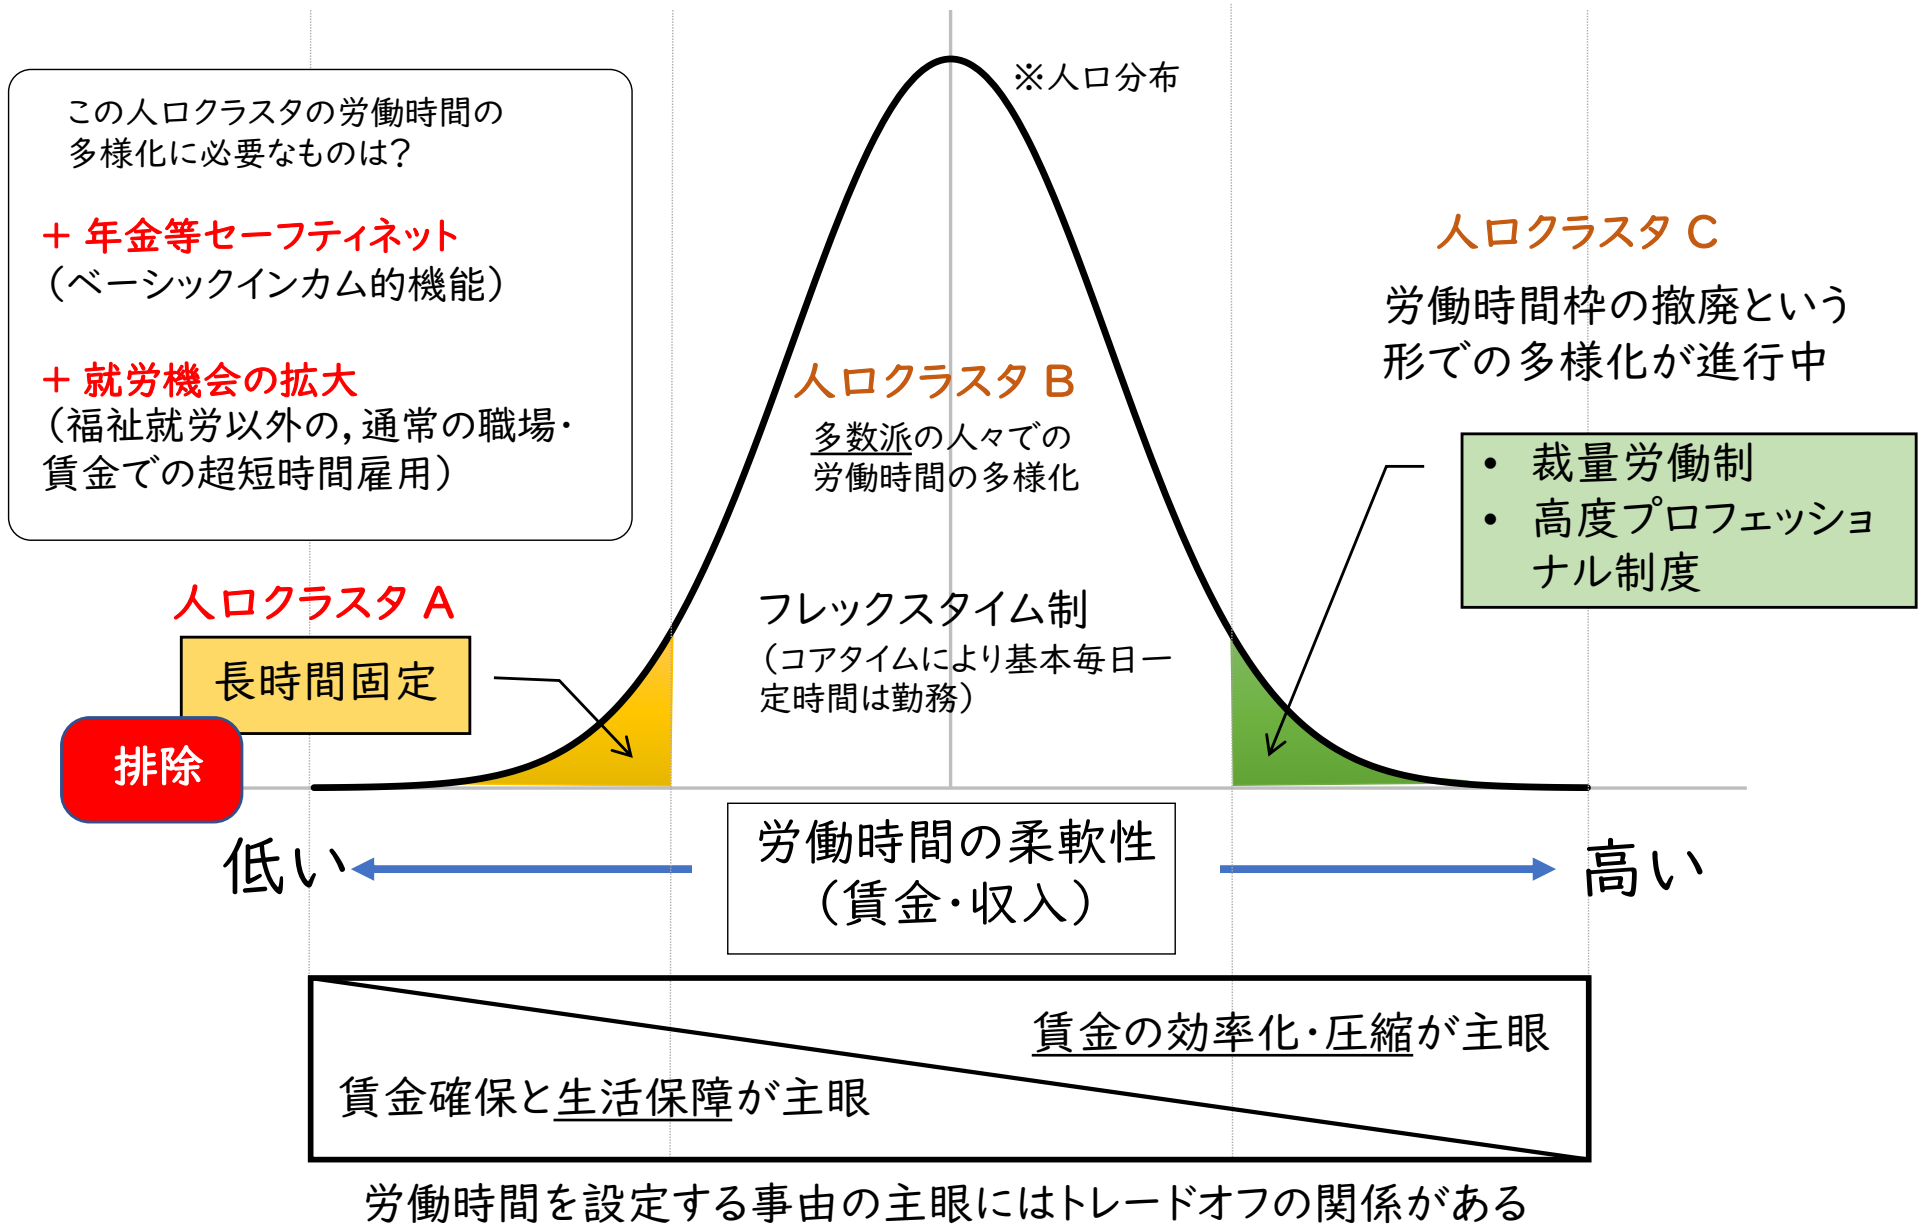 ※人口分布
この人口クラスタの労働時間の
多様化に必要なものは?
+ 年金等セーフティネット
（ベーシックインカム的機能）
+ 就労機会の拡大
（福祉就労以外の,通常の職場・
賃金での超短時間雇用）
人口クラスタ A
長時間固定
排除
人口クラスタ B
多数派の人々での
労働時間の多様化
フレックスタイム制
（コアタイムにより基本毎日一
定時間は勤務）
人口クラスタ C
労働時間枠の撤廃という
形での多様化が進行中
• 裁量労働制
• 高度プロフェッショ
ナル制度
低い
労働時間の柔軟性
（賃金・収入）
高い
賃金の効率化・圧縮が主眼
賃金確保と生活保障が主眼
労働時間を設定する事由の主眼にはトレードオフの関係がある